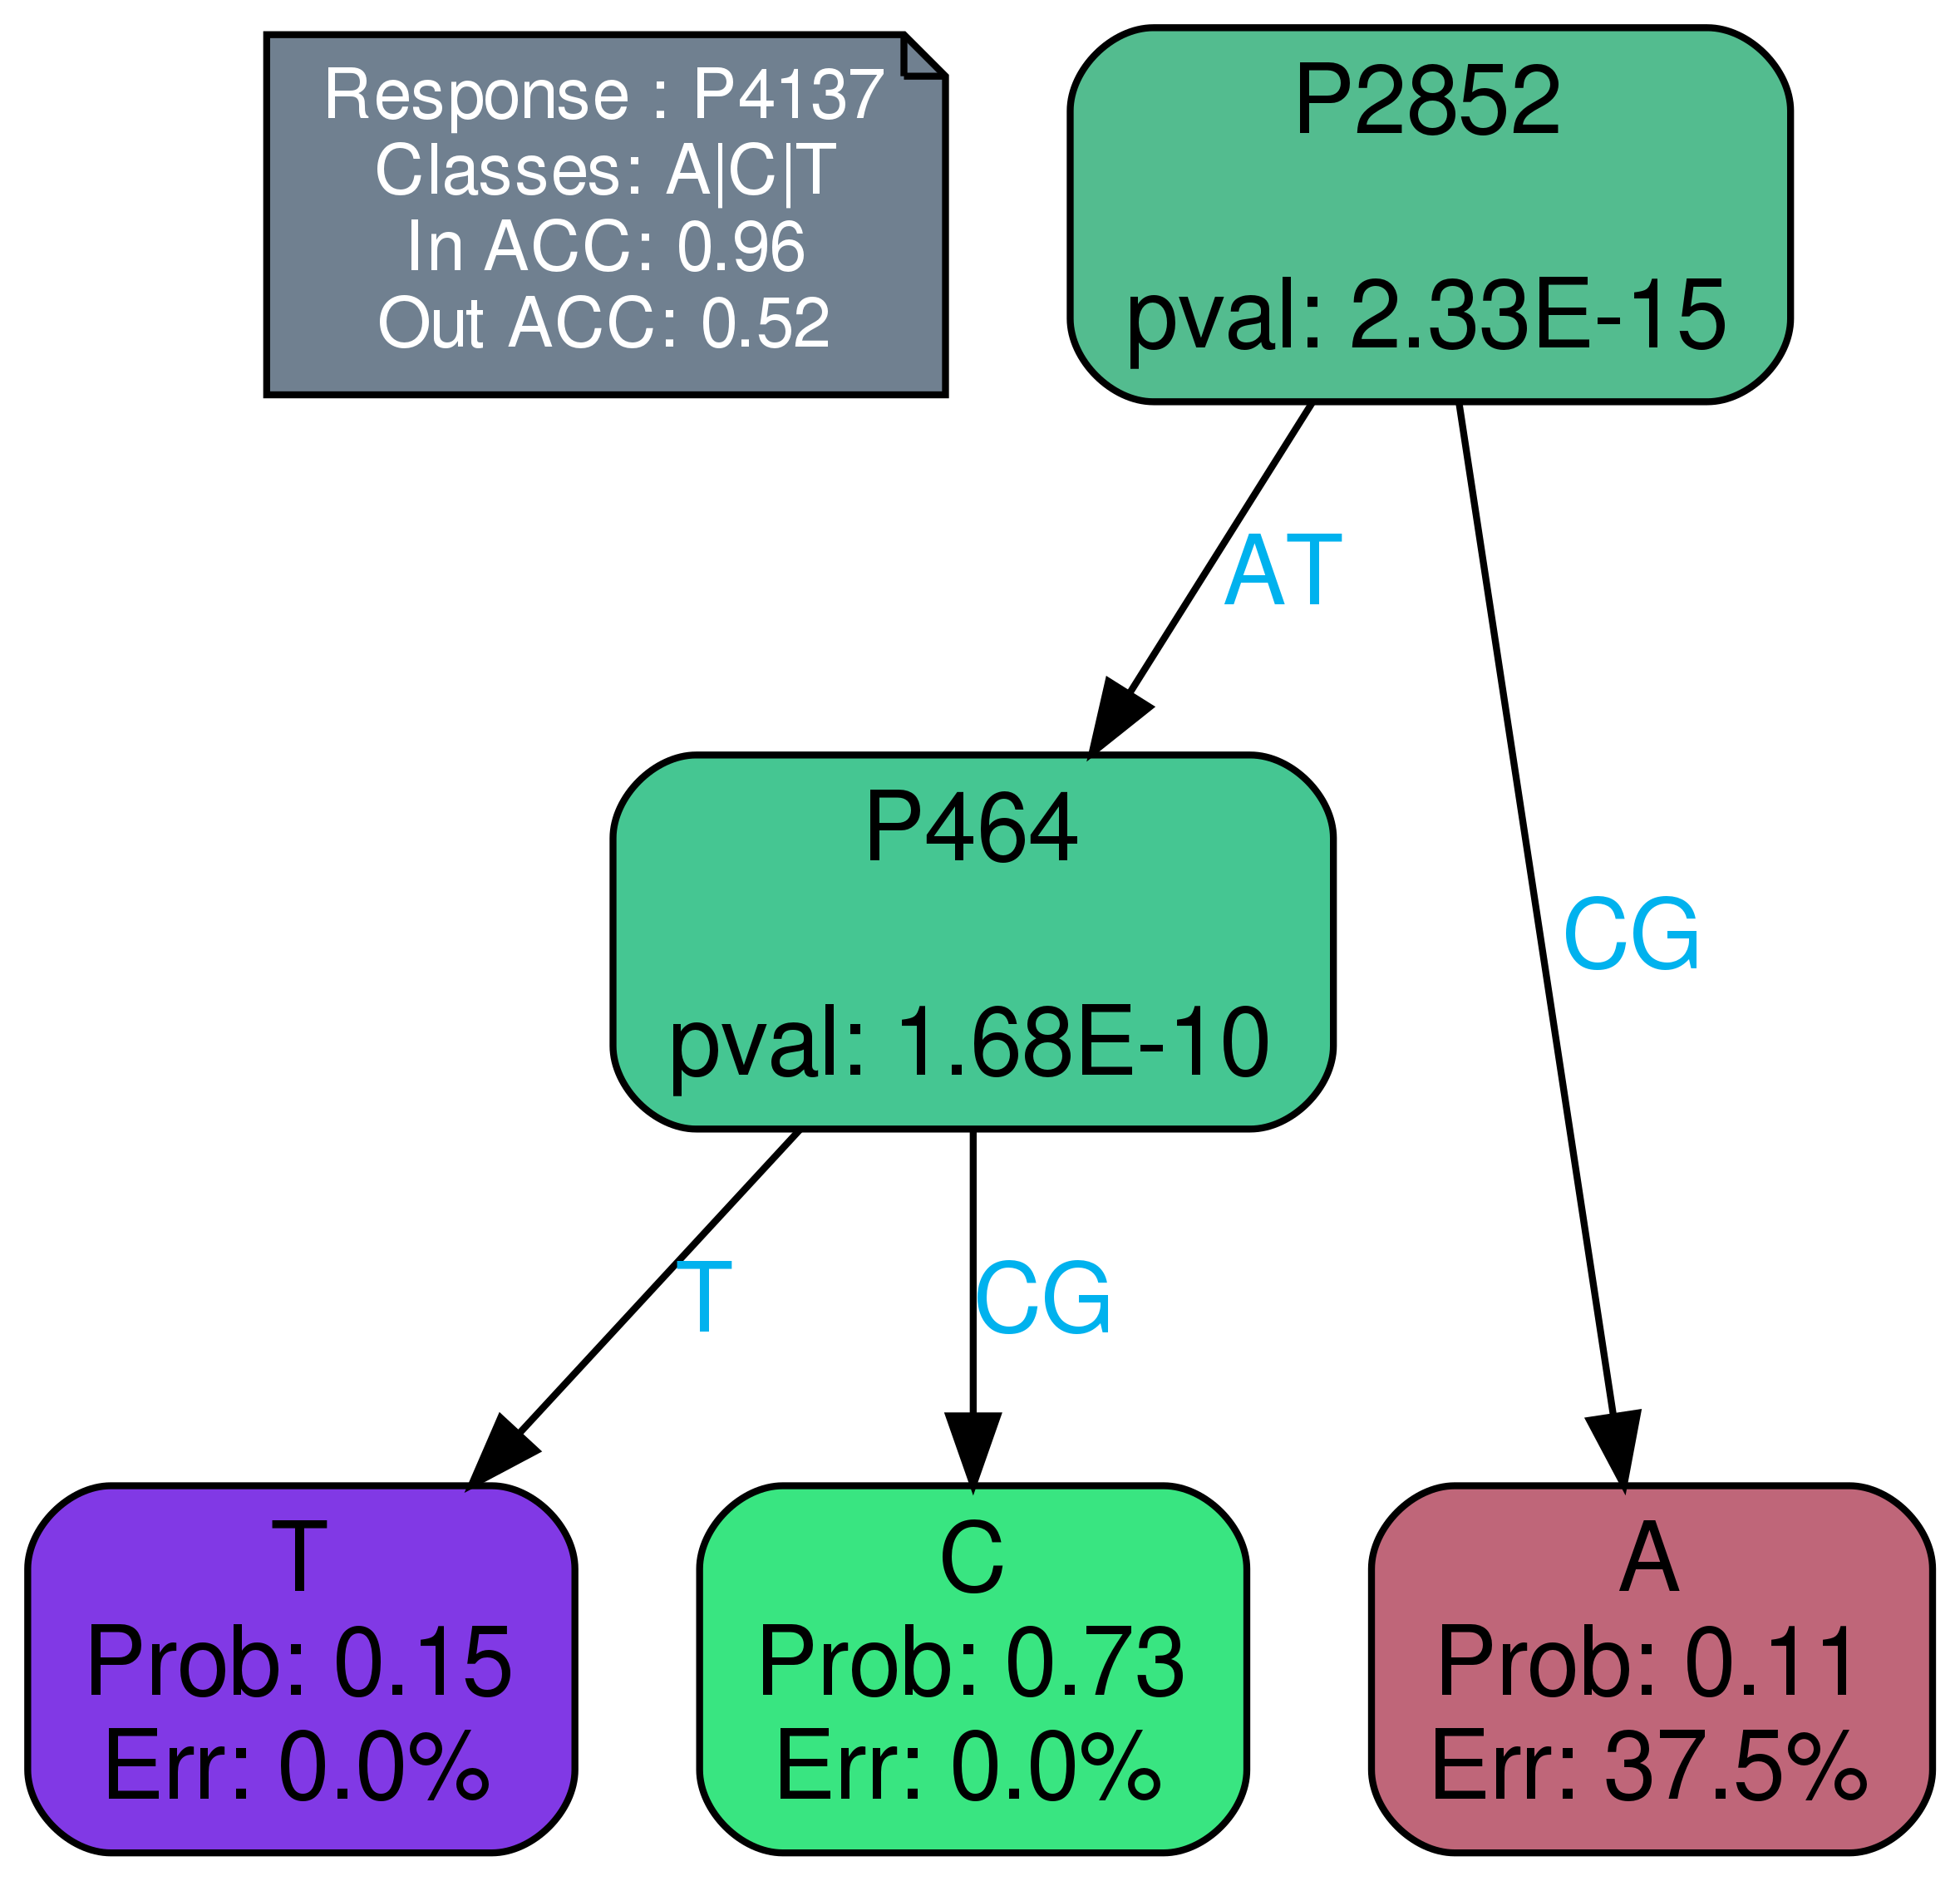 Response : P4137
Classes: A|C|T
In ACC: 0.96
Out ACC: 0.52
P2852
pval: 2.33E-15
AT
CG
P464
pval: 1.68E-10
T
CG
T
Prob: 0.15
Err: 0.0%
C
Prob: 0.73
Err: 0.0%
A
Prob: 0.11
Err: 37.5%